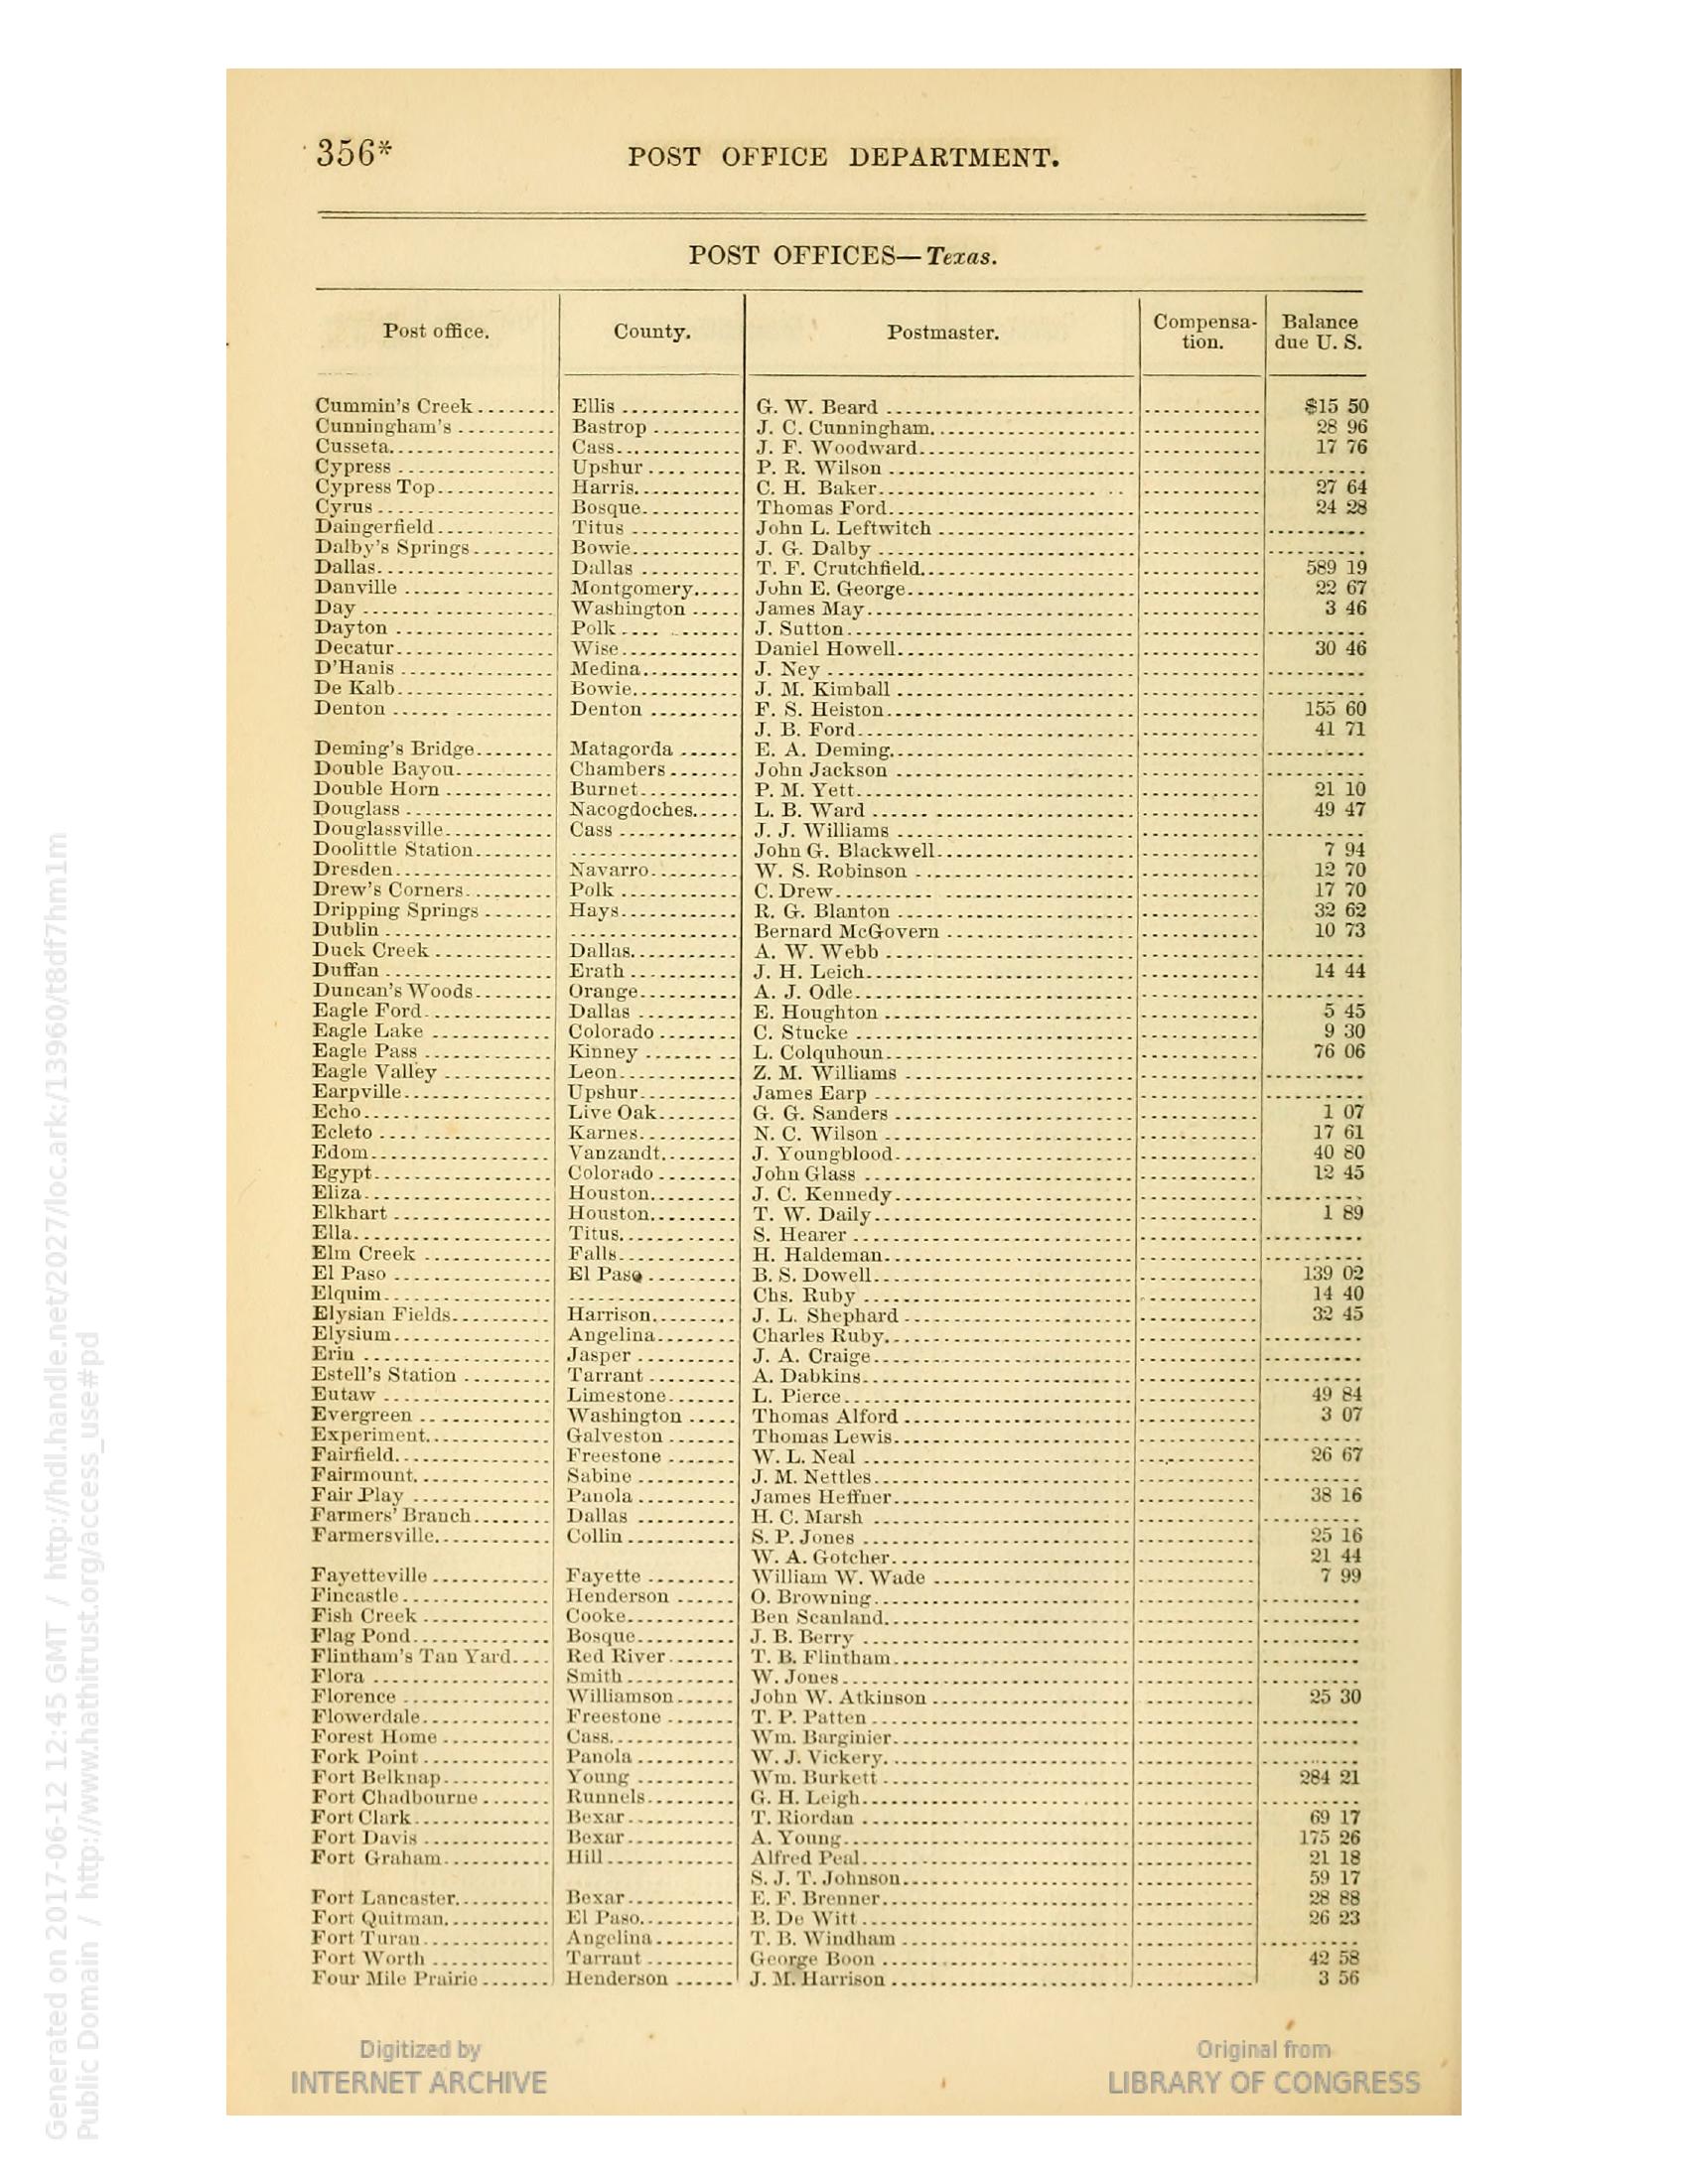 356*
POST OFFICE DEPARTMENT.
POST OFFICES—Texas.
Post office. County. Postmaster. Compensa-tion. Balance due U. S.
Cummin's Creek........ Ellis ............ G. W. Beard ............ ............ $15 50
Cunningham's .......... Bastrop ......... J. C. Cunningham............ ............ 28 96
Cusseta................ Cass............ J. F. Woodward............ ............ 17 76
Cypress ............... Upshur .......... P. R. Wilson ............ ............ ..........
Cypress Top............ Harris........... C. H. Baker............ ............ 27 64
Cyrus ................. Bosque.......... Thomas Ford............ ............ 24 28
Daingerfield........... Titus ........... John L. Leftwitch ............ ............ ..........
Dalby's Springs........ Bowie........... J. G. Dalby ............ ............ ..........
Dallas................. Dallas .......... T. F. Crutchfield............ ............ 589 19
Danville .............. Montgomery..... John E. George............ ............ 22 67
Day ................... Washington ..... James May............ ............ 3 46
Dayton ................ Polk............ J. Sutton............ ............ ..........
Decatur................ Wise............ Daniel Howell............ ............ 30 46
D'Hanis ............... Medina.......... J. Ney ............ ............ ..........
De Kalb................ Bowie........... J. M. Kimball ............ ............ ..........
Denton ................ Denton ......... F. S. Heiston............ ............ 155 60
J. B. Ford............ ............ 41 71
Deming's Bridge........ Matagorda ...... E. A. Deming............ ............ ..........
Double Bayou........... Chambers....... John Jackson ............ ............ ..........
Double Horn ........... Burnet.......... P. M. Yett............ ............ 21 10
Douglass .............. Nacogdoches..... L. B. Ward ............ ............ 49 47
Douglassville.......... Cass ............ J. J. Williams ............ ............ ..........
Doolittle Station........ ............ John G. Blackwell............ ............ 7 94
Dresden................ Navarro......... W. S. Robinson ............ ............ 12 70
Drew's Corners......... Polk ............ C. Drew............ ............ 17 70
Dripping Springs ....... Hays............ R. G. Blanton ............ ............ 32 62
Dublin ................ ............ Bernard McGovern ............ ............ 10 73
Duck Creek............ Dallas........... A. W. Webb ............ ............ ..........
Duffan ................ Erath ........... J. H. Leich............ ............ 14 44
Duncan's Woods........ Orange.......... A. J. Odle............ ............ ..........
Eagle Ford............. Dallas .......... E. Houghton ............ ............ 5 45
Eagle Lake ............ Colorado........ C. Stucke ............ ............ 9 30
Eagle Pass ............ Kinney ......... L. Colquhoun............ ............ 76 06
Eagle Valley ........... Leon............ Z. M. Williams ............ ............ ..........
Earpville.............. Upshur.......... James Earp ............ ............ ..........
Echo.................. Live Oak........ G. G. Sanders ............ ............ 1 07
Ecleto ................ Karnes.......... N. C. Wilson ............ ............ 17 61
Edom.................. Vanzandt........ J. Youngblood............ ............ 40 80
Egypt.................. Colorado........ John Glass ............ ............ 12 45
Eliza.................. Houston......... J. C. Kennedy............ ............ ..........
Elkhart ............... Houston......... T. W. Daily............ ............ 1 89
Ella................... Titus............ S. Hearer ............ ............ ..........
Elm Creek ............ Falls............ H. Haldeman............ ............ ..........
El Paso ............... El Paso ......... B. S. Dowell............ ............ 139 02
Elquim................ ............ Chs. Ruby ............ ............ 14 40
Elysian Fields.......... Harrison......... J. L. Shephard ............ ............ 32 45
Elysium............... Angelina........ Charles Ruby............ ............ ..........
Erin .................. Jasper .......... J. A. Craige............ ............ ..........
Estell's Station ......... Tarrant ......... A. Dabkins............ ............ ..........
Eutaw ................ Limestone....... L. Pierce............ ............ 49 84
Evergreen ............. Washington ..... Thomas Alford ............ ............ 3 07
Experiment............ Galveston ....... Thomas Lewis............ ............ ..........
Fairfield............... Freestone ....... W. L. Neal ............ ............ 26 67
Fairmount............. Sabine .......... J. M. Nettles............ ............ ..........
Fair Play .............. Panola .......... James Heffner............ ............ 38 16
Farmers' Branch........ Dallas .......... H. C. Marsh ............ ............ ..........
Farmersville........... Collin ........... S. P. Jones ............ ............ 25 16
W. A. Gotcher............ ............ 21 44
Fayetteville ............ Fayette ......... William W. Wade ............ ............ 7 99
Fincastle.............. Henderson ...... O. Browning............ ............ ..........
Fish Creek ............ Cooke........... Ben Scanland............ ............ ..........
Flag Pond.............. Bosque.......... J. B. Berry ............ ............ ..........
Flintham's Tan Yard.... Red River....... T. B. Flintham............ ............ ..........
Flora ................. Smith ........... W. Jones............ ............ ..........
Florence .............. Williamson...... John W. Atkinson ............ ............ 25 30
Flowerdale............. Freestone ....... T. P. Patten ............ ............ ..........
Forest Home ........... Cass............ Wm. Barginier............ ............ ..........
Fork Point............. Panola .......... W. J. Vickery............ ............ ..........
Fort Belknap........... Young .......... Wm. Burkett ............ ............ 284 21
Fort Chadbourne ....... Runnels......... G. H. Leigh............ ............ ..........
Fort Clark............. Bexar........... T. Riordan ............ ............ 69 17
Fort Davis ............ Bexar........... A. Young............ ............ 175 26
Fort Graham........... Hill............. Alfred Peal............ ............ 21 18
S. J. T. Johnson............ ............ 59 17
Fort Lancaster.......... Bexar........... E. F. Brenner............ ............ 28 88
Fort Quitman........... El Paso.......... B. De Witt ............ ............ 26 23
Fort Turan............. Angelina........ T. B. Windham ............ ............ ..........
Fort Worth ............ Tarrant ......... George Boon ............ ............ 42 58
Four Mile Prairie ....... Henderson ...... J. M. Harrison ............ ............ 3 56
Digitized by
INTERNET ARCHIVE
Original from
LIBRARY OF CONGRESS
Generated on 2017-06-12 12:45 GMT / http://hdl.handle.net/2027/loc.ark:/13960/t8df7hm1m
Public Domain / http://www.hathitrust.org/access_use#pd